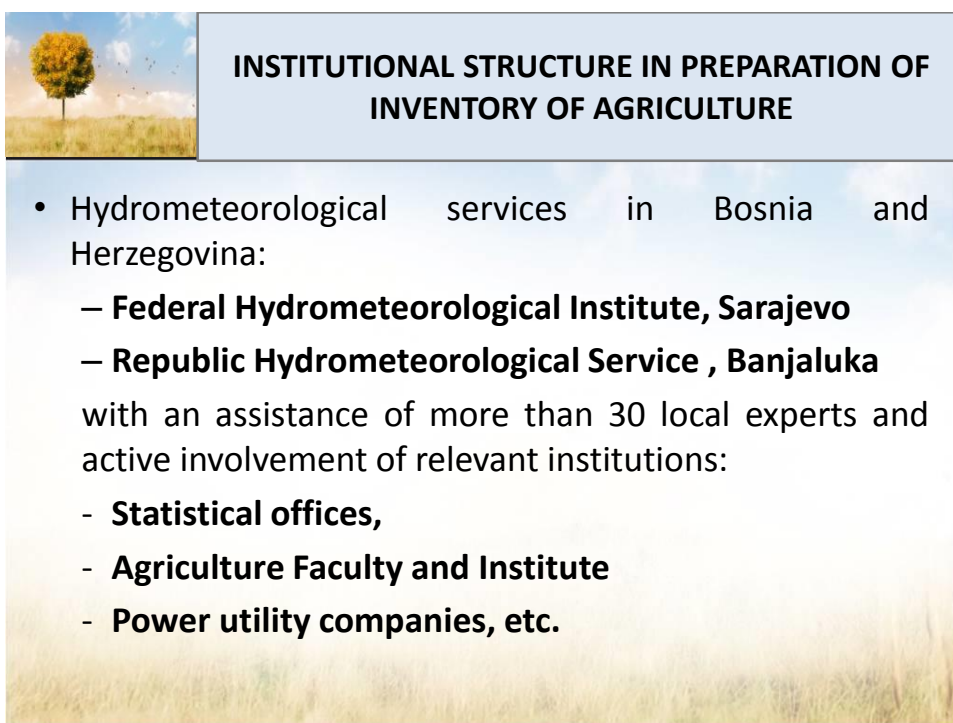 INSTITUTIONAL STRUCTURE IN PREPARATION OF
INVENTORY OF AGRICULTURE
• Hydrometeorological services in Bosnia and
Herzegovina:
– Federal Hydrometeorological Institute, Sarajevo
– Republic Hydrometeorological Service , Banjaluka
with an assistance of more than 30 local experts and
active involvement of relevant institutions:
- Statistical offices,
- Agriculture Faculty and Institute
- Power utility companies, etc.